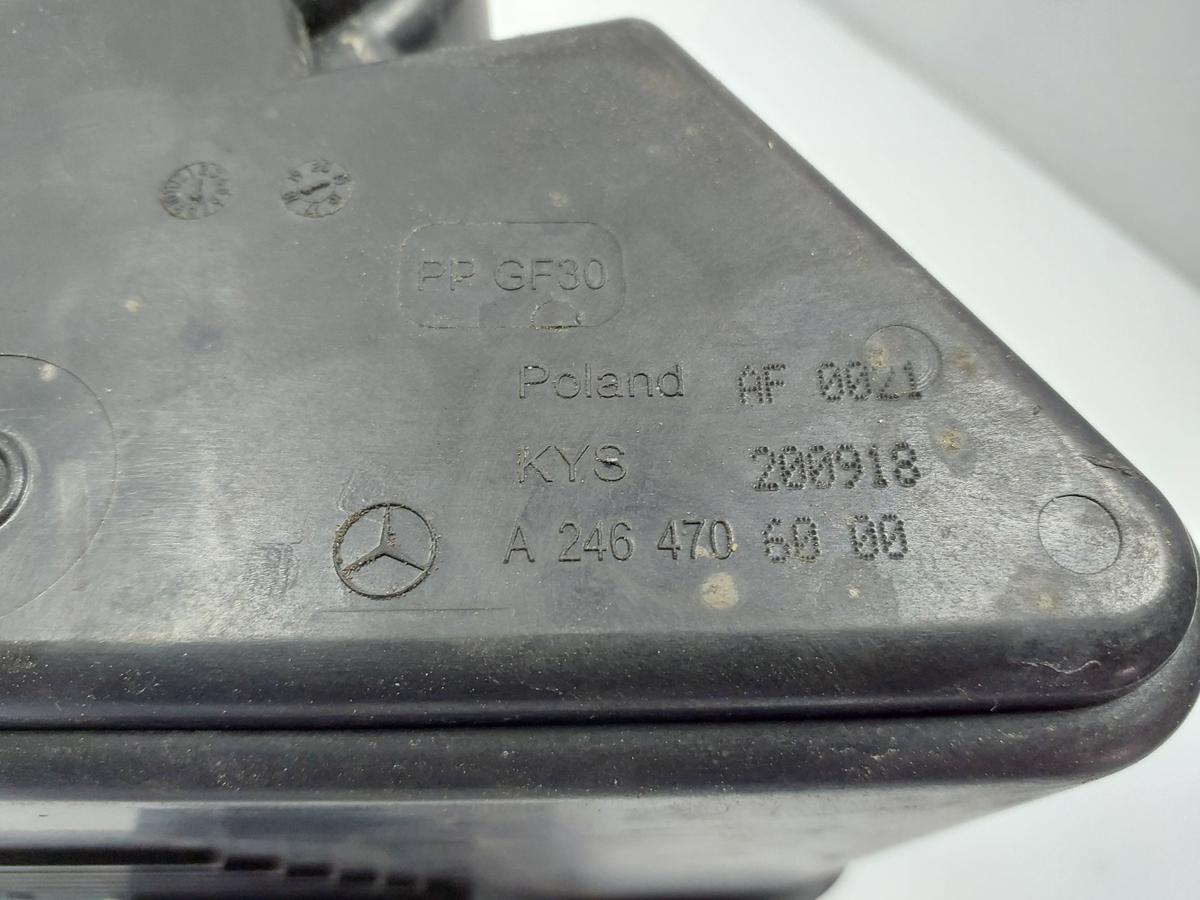 PP GF30
Poland AF 0021
KYS 200918
A 246 470 60 00